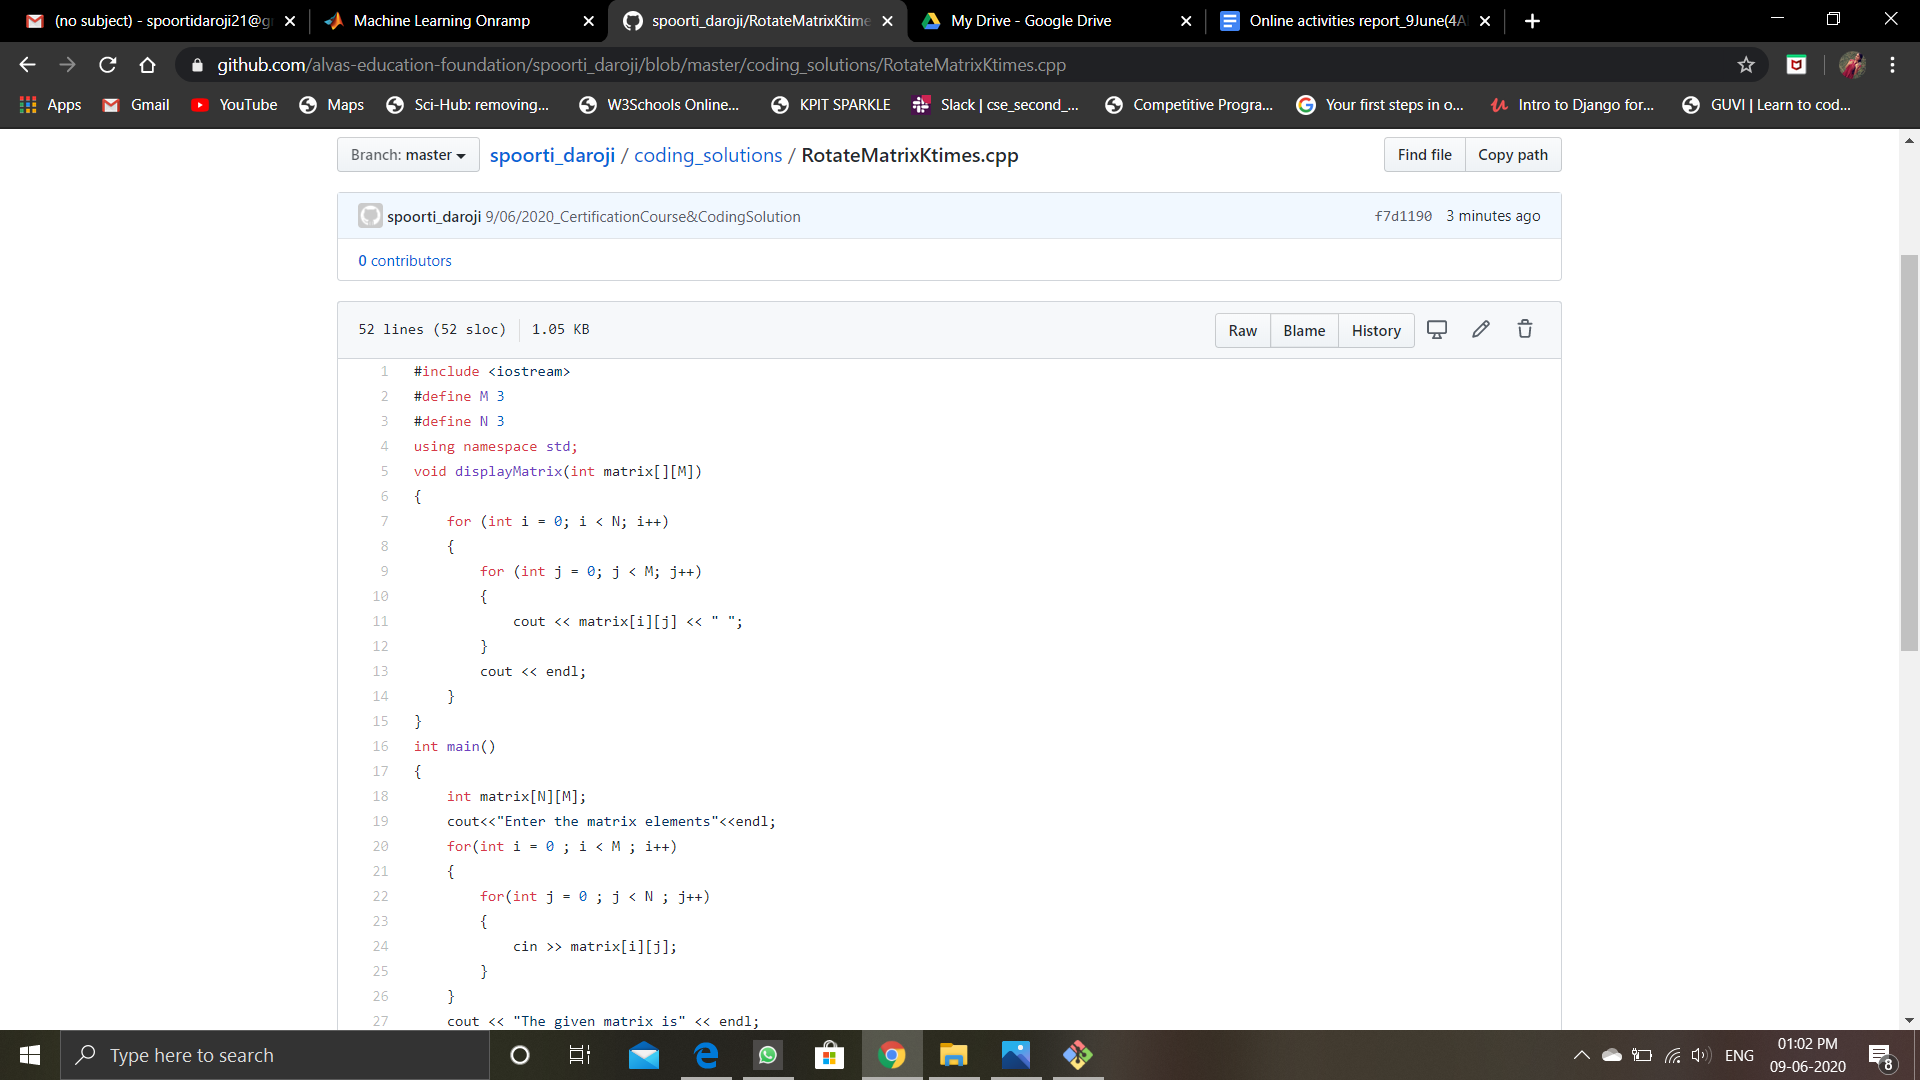 (no subject) - spoortidaroji21@g
Machine Learning Onramp
spoorti_daroji/RotateMatrixKtime
My Drive - Google Drive
Online activities report_9June(4A
github.com/alvas-education-foundation/spoorti_daroji/blob/master/coding_solutions/RotateMatrixKtimes.cpp
Apps
Gmail
YouTube
Maps
Sci-Hub: removing...
W3Schools Online...
KPIT SPARKLE
Slack | cse_second_...
Competitive Progra...
Your first steps in o...
Intro to Django for...
GUVI | Learn to cod...
Branch: master
spoorti_daroji / coding_solutions / RotateMatrixKtimes.cpp
Find file
Copy path
spoorti_daroji 9/06/2020_CertificationCourse&CodingSolution
f7d1190 3 minutes ago
0 contributors
52 lines (52 sloc) 1.05 KB
Raw
Blame
History
1 #include <iostream>
2 #define M 3
3 #define N 3
4 using namespace std;
5 void displayMatrix(int matrix[][M])
6 {
7     for (int i = 0; i < N; i++)
8     {
9         for (int j = 0; j < M; j++)
10         {
11             cout << matrix[i][j] << " ";
12         }
13         cout << endl;
14     }
15 }
16 int main()
17 {
18     int matrix[N][M];
19     cout<<"Enter the matrix elements"<<endl;
20     for(int i = 0 ; i < M ; i++)
21     {
22         for(int j = 0 ; j < N ; j++)
23         {
24             cin >> matrix[i][j];
25         }
26     }
27     cout << "The given matrix is" << endl;
Type here to search
ENG
01:02 PM
09-06-2020
8